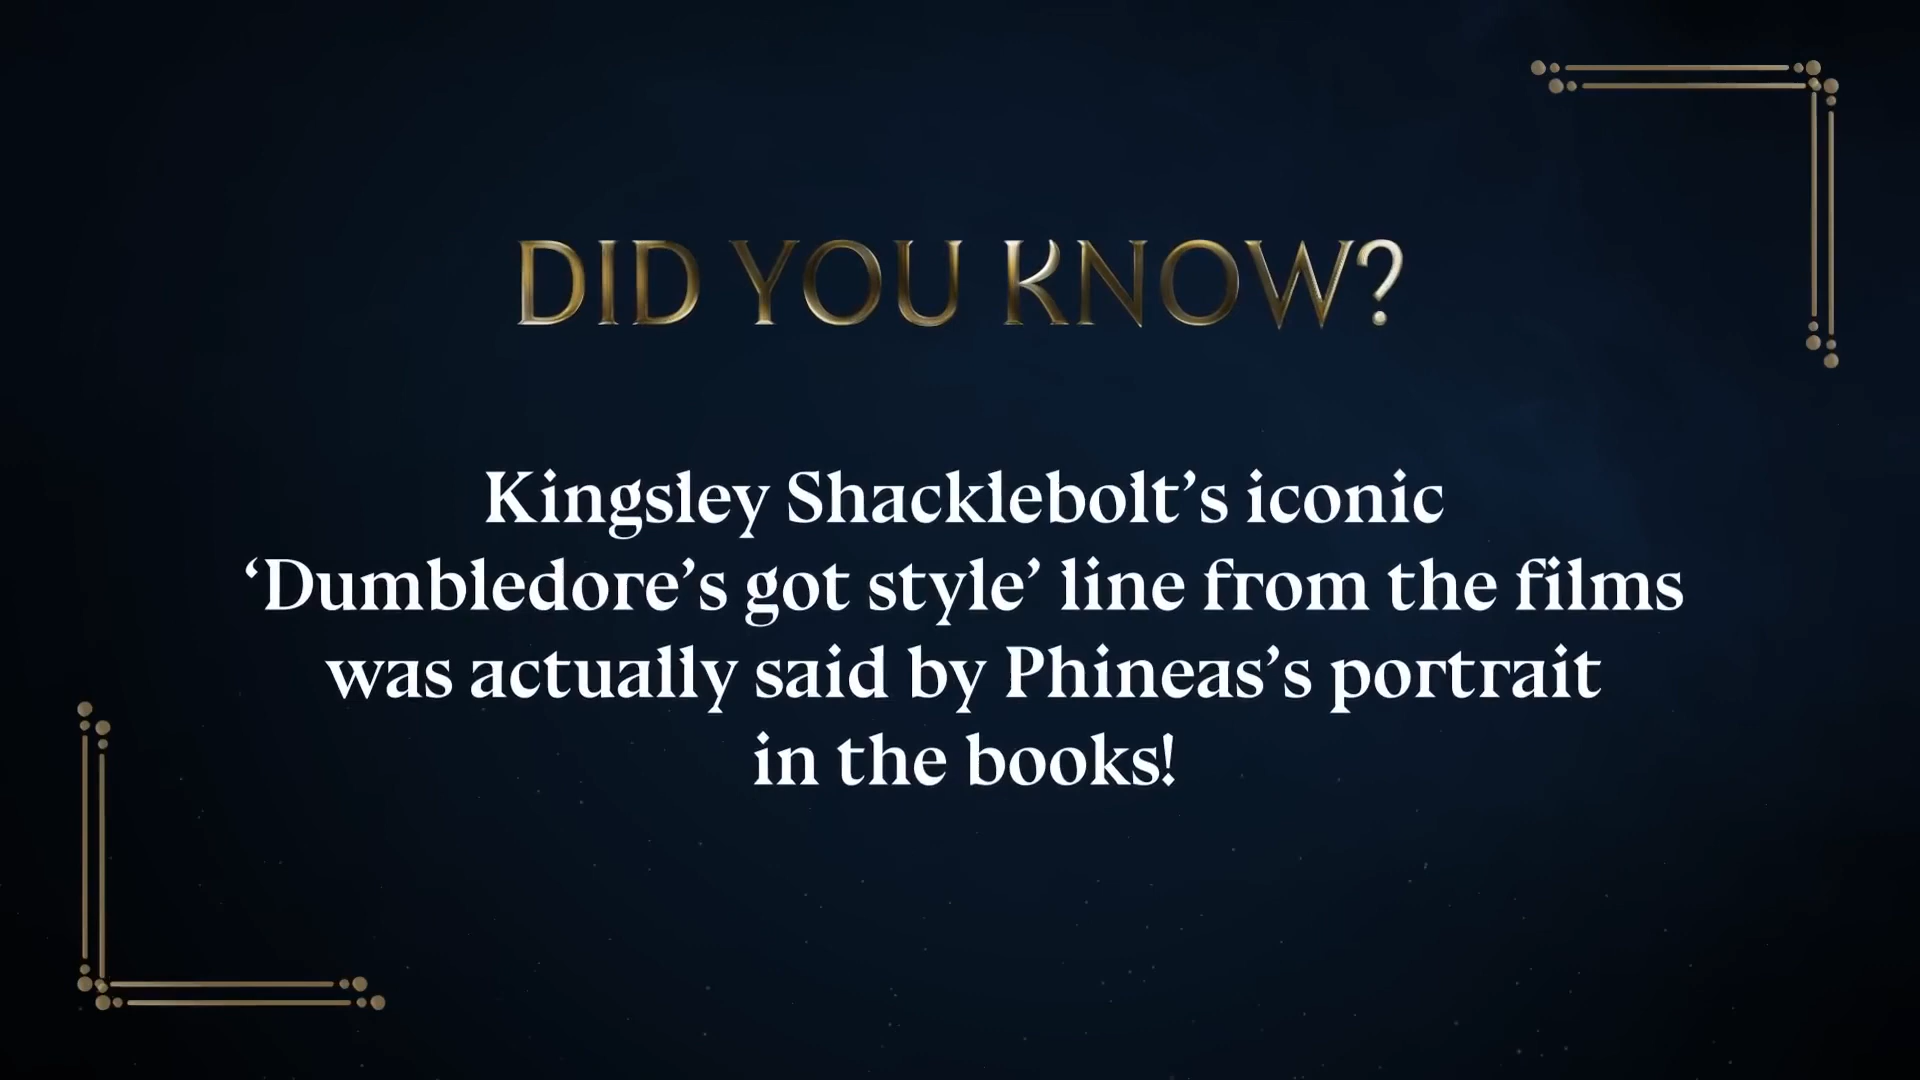 DID YOU KNOW?
Kingsley Shacklebolt’s iconic
‘Dumbledore’s got style’ line from the films
was actually said by Phineas’s portrait
in the books!